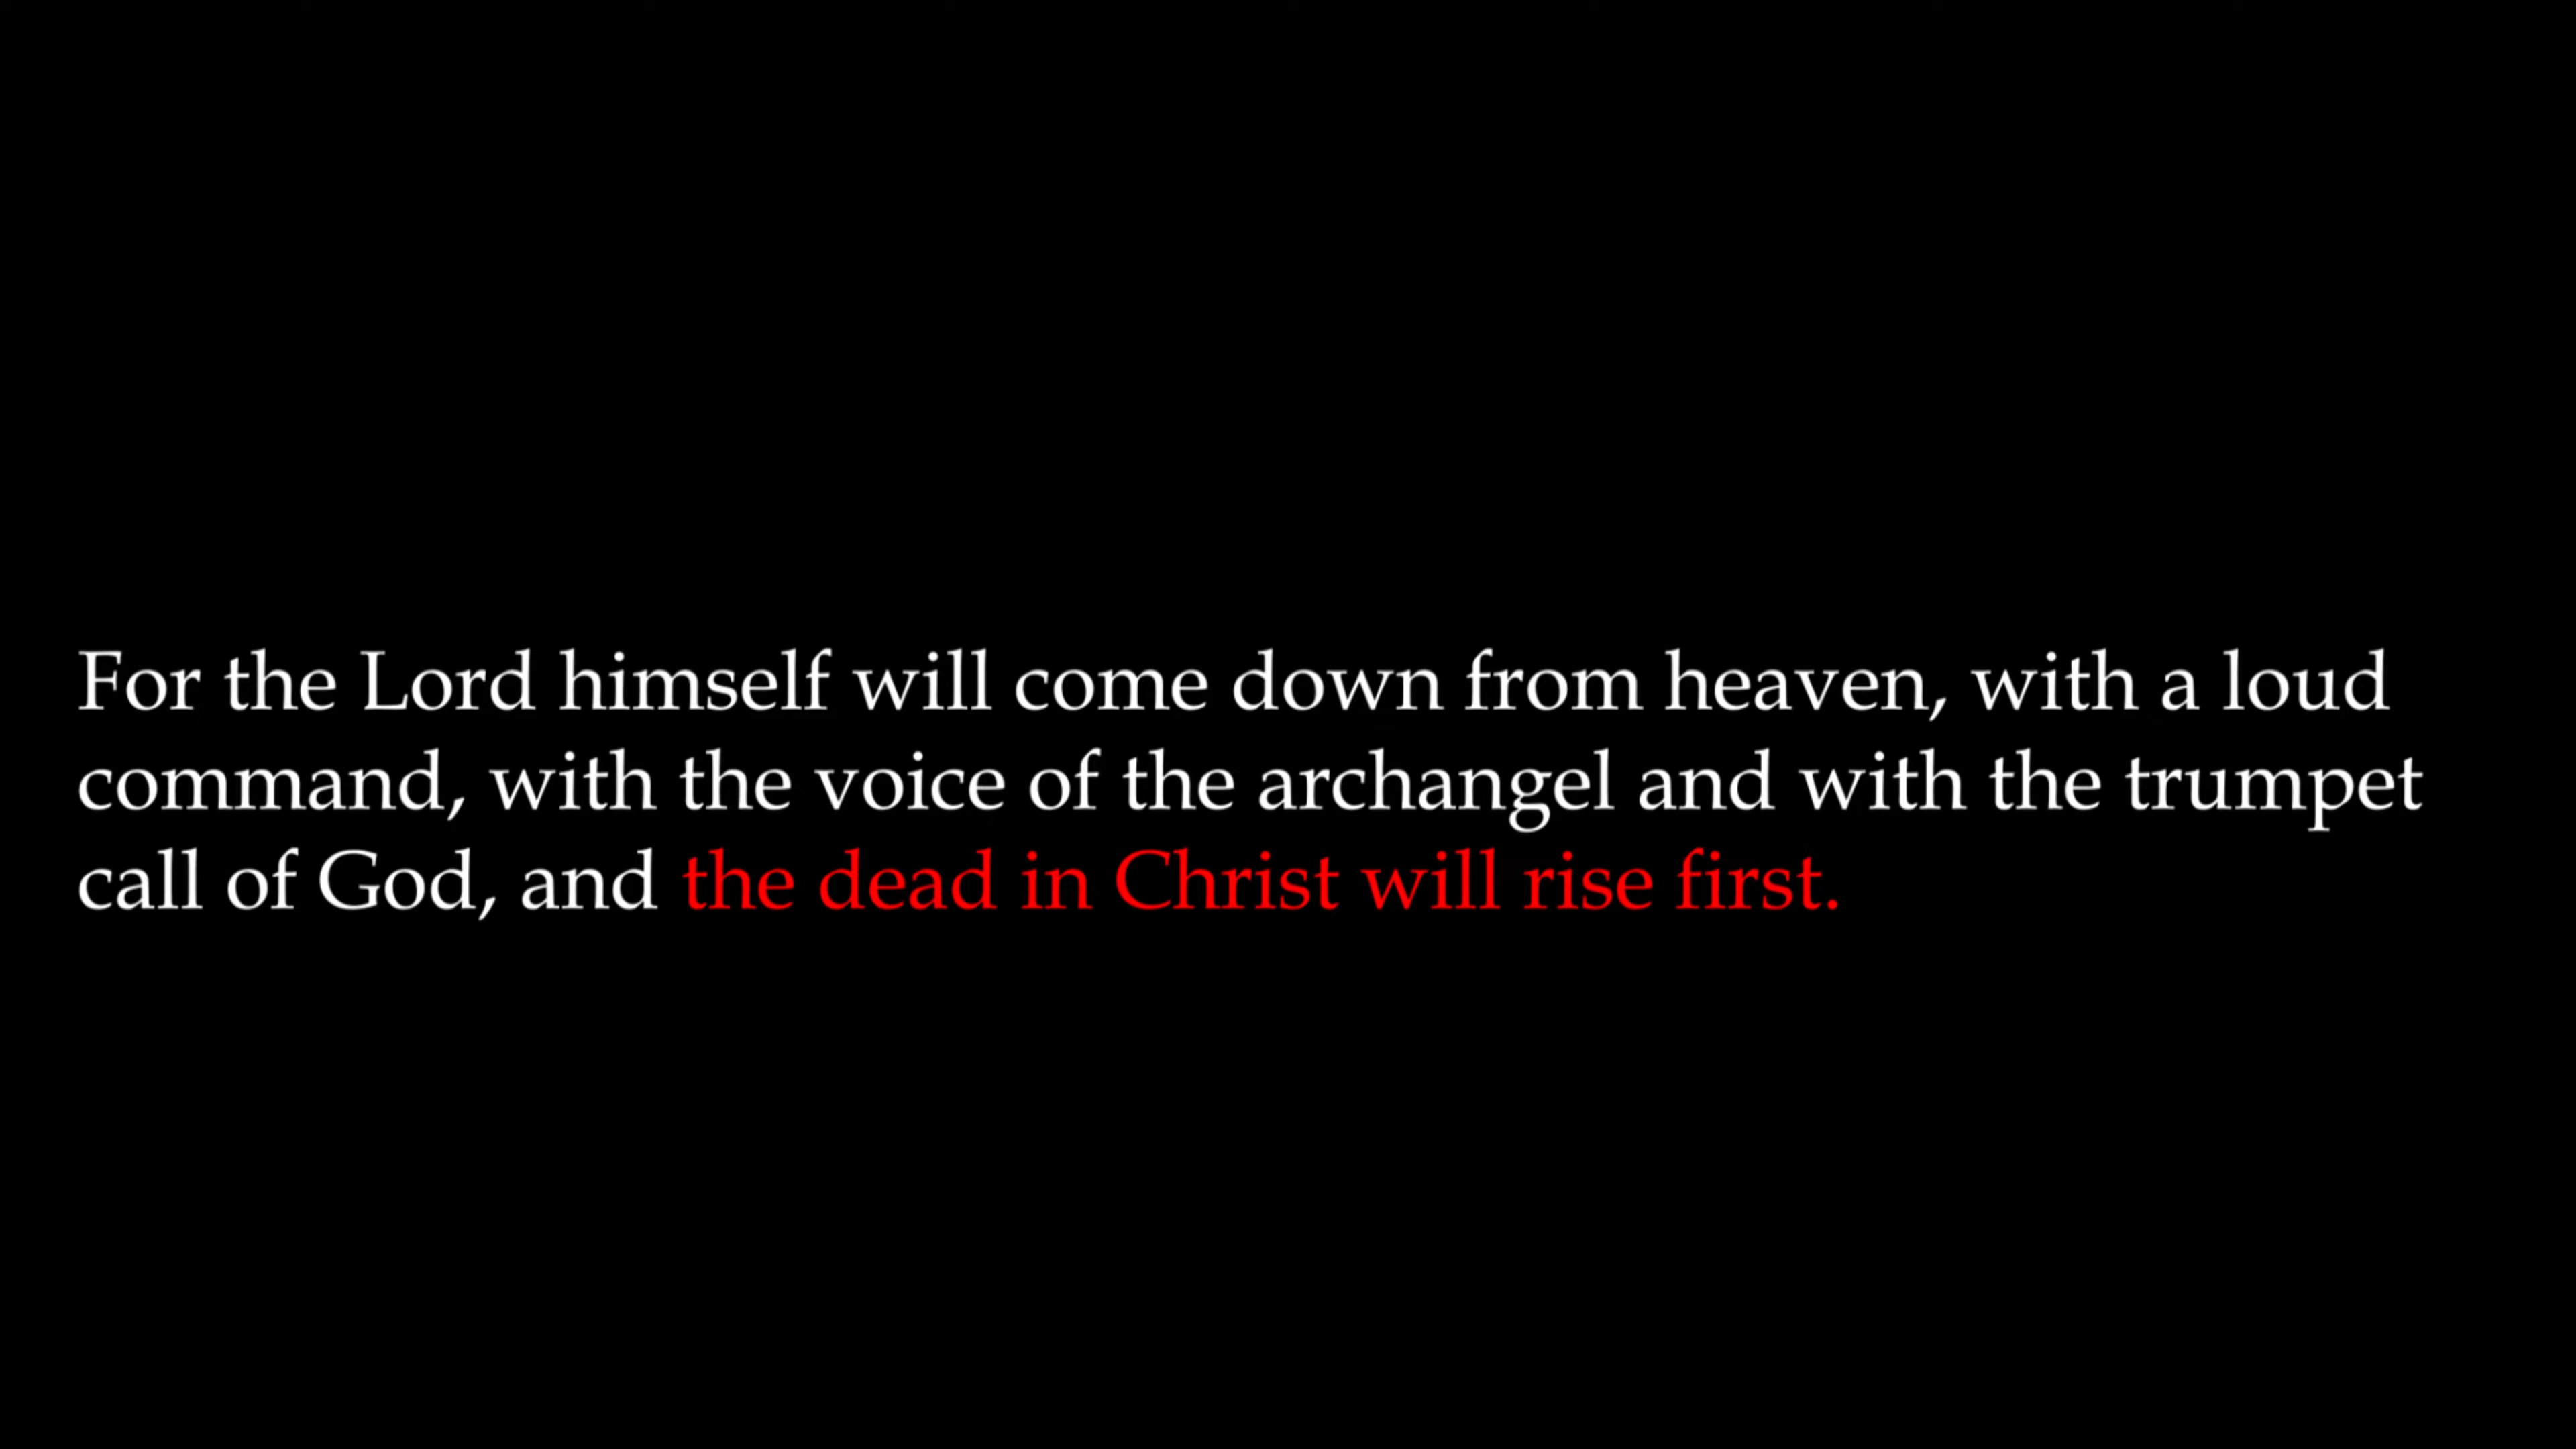 For the Lord himself will come down from heaven, with a loud
command, with the voice of the archangel and with the trumpet
call of God, and the dead in Christ will rise first.